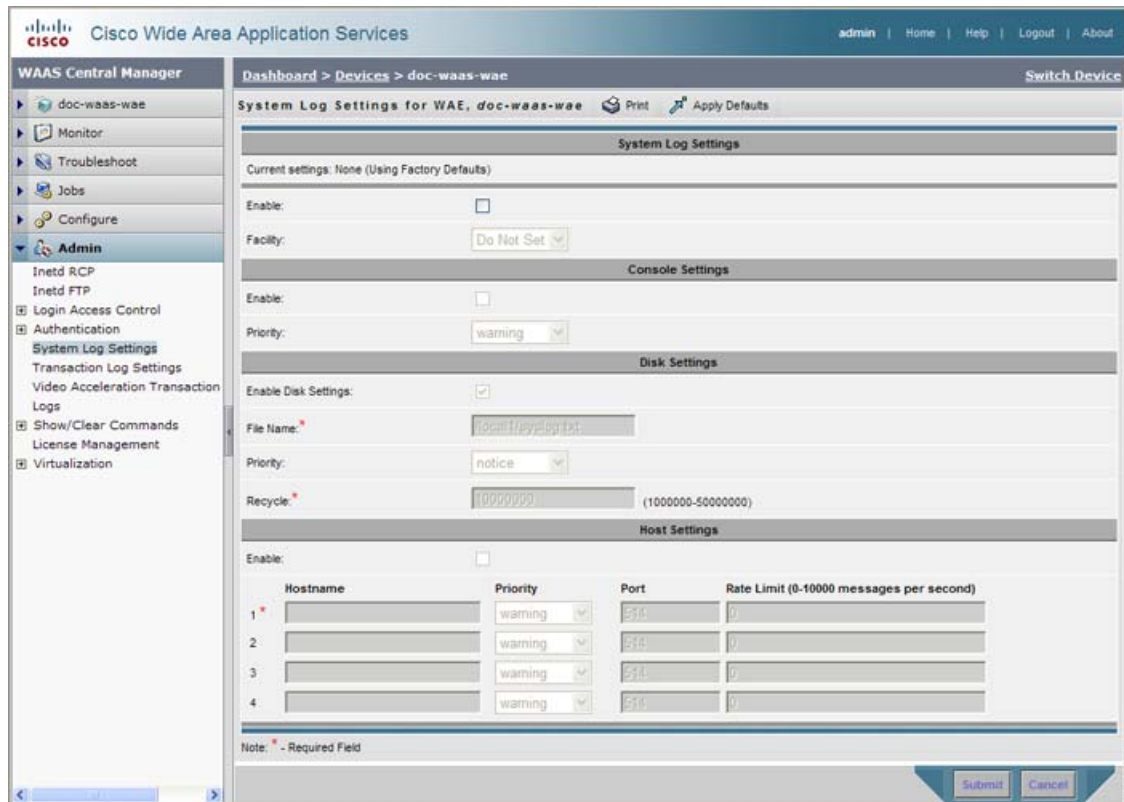 CISCO Cisco Wide Area Application Services admin | Home | Help | Logout | About
WAAS Central Manager
doc-waas-wae
Monitor
Troubleshoot
Jobs
Configure
Admin
Inetd RCP
Inetd FTP
Login Access Control
Authentication
System Log Settings
Transaction Log Settings
Video Acceleration Transaction
Logs
Show/Clear Commands
License Management
Virtualization
Dashboard > Devices > doc-waas-wae Switch Device
System Log Settings for WAE, doc-waas-wae Print Apply Defaults
System Log Settings
Current settings: None (Using Factory Defaults)
Enable:
Facility: Do Not Set
Console Settings
Enable:
Priority: warning
Disk Settings
Enable Disk Settings:
File Name:* /local1/syslog.txt
Priority: notice
Recycle:* 10000000 (1000000-50000000)
Host Settings
Enable:
Hostname Priority Port Rate Limit (0-10000 messages per second)
1 * warning 514 0
2 warning 514 0
3 warning 514 0
4 warning 514 0
Note: * - Required Field
Submit Cancel